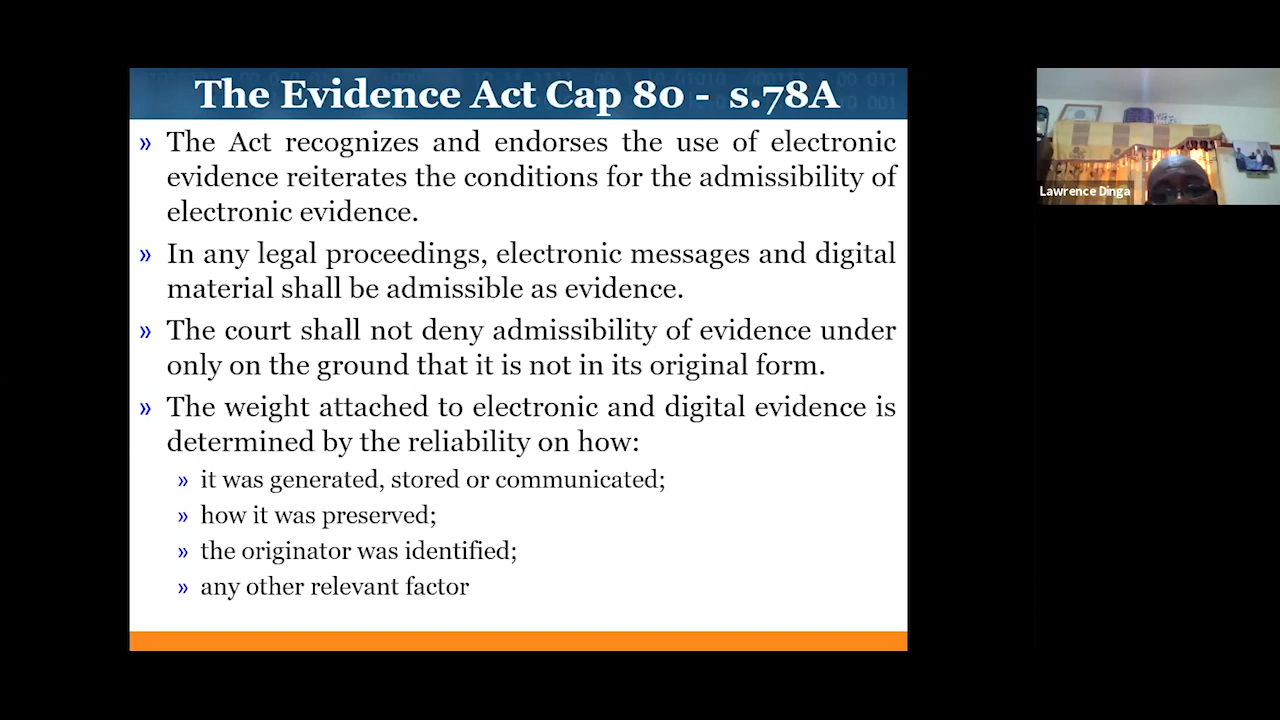 The Evidence Act Cap 80 - s.78A
» The Act recognizes and endorses the use of electronic
evidence reiterates the conditions for the admissibility of
electronic evidence.
» In any legal proceedings, electronic messages and digital
material shall be admissible as evidence.
» The court shall not deny admissibility of evidence under
only on the ground that it is not in its original form.
» The weight attached to electronic and digital evidence is
determined by the reliability on how:
» it was generated, stored or communicated;
» how it was preserved;
» the originator was identified;
» any other relevant factor
Lawrence Dinga